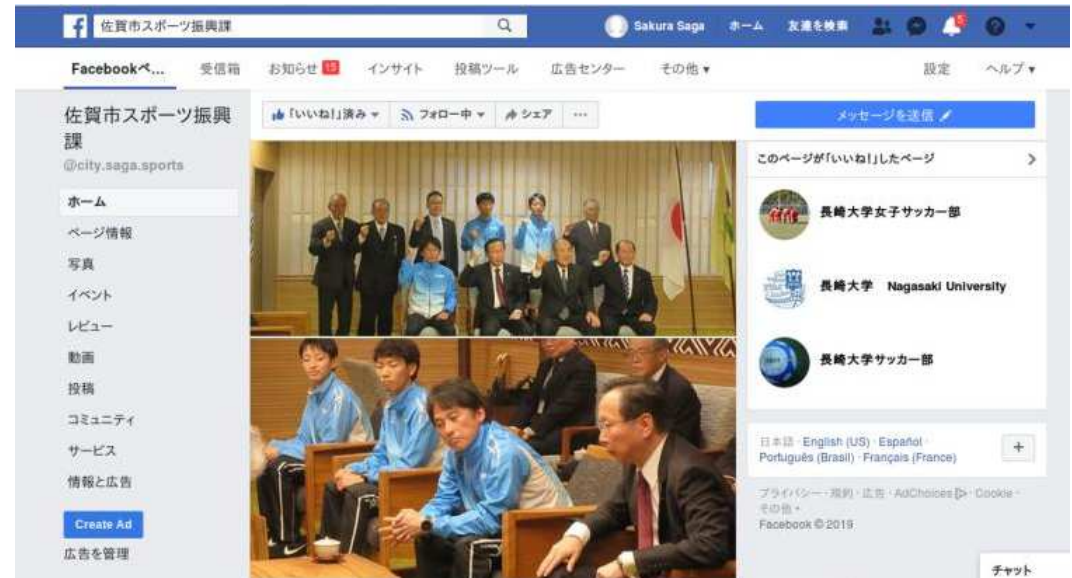 佐賀市スポーツ振興課
Sakura Saga
ホーム
友達を検索
5
Facebookペ...
受信箱
お知らせ 15
インサイト
投稿ツール
広告センター
その他 ▾
設定
ヘルプ ▾
佐賀市スポーツ振興
課
@city.saga.sports
ホーム
ページ情報
写真
イベント
レビュー
動画
投稿
コミュニティ
サービス
情報と広告
Create Ad
広告を管理
「いいね!」済み ▾
フォロー中 ▾
シェア
...
メッセージを送信
このページが「いいね!」したページ
長崎大学女子サッカー部
長崎大学 Nagasaki University
長崎大学サッカー部
日本語 · English (US) · Español ·
Português (Brasil) · Français (France)
+
プライバシー · 規約 · 広告 · AdChoices · Cookie ·
その他
Facebook © 2019
チャット